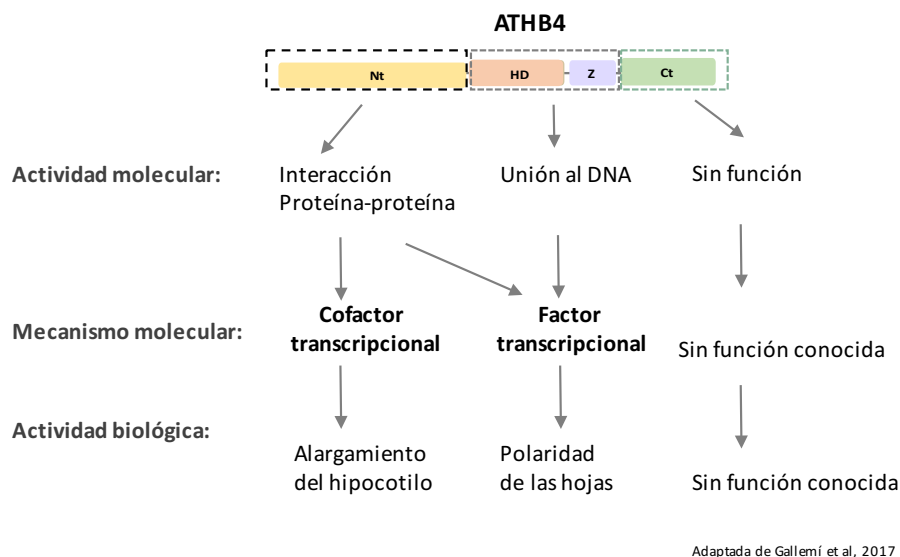 ATHB4
Nt HD Z Ct
Actividad molecular:
Interacción
Proteína-proteína
Unión al DNA
Sin función
Mecanismo molecular:
Cofactor
transcripcional
Factor
transcripcional
Sin función conocida
Actividad biológica:
Alargamiento
del hipocotilo
Polaridad
de las hojas
Sin función conocida
Adaptada de Gallemí et al, 2017